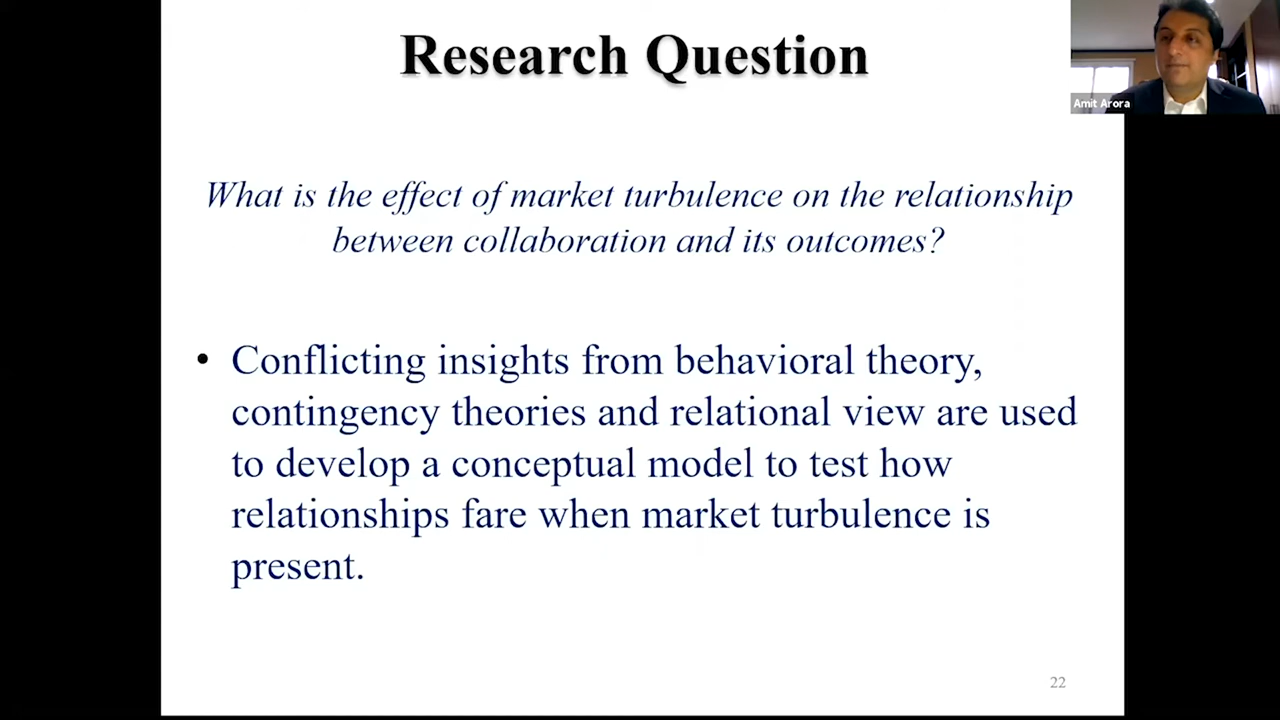 Research Question
Amit Arora
What is the effect of market turbulence on the relationship
between collaboration and its outcomes?
• Conflicting insights from behavioral theory,
contingency theories and relational view are used
to develop a conceptual model to test how
relationships fare when market turbulence is
present.
22